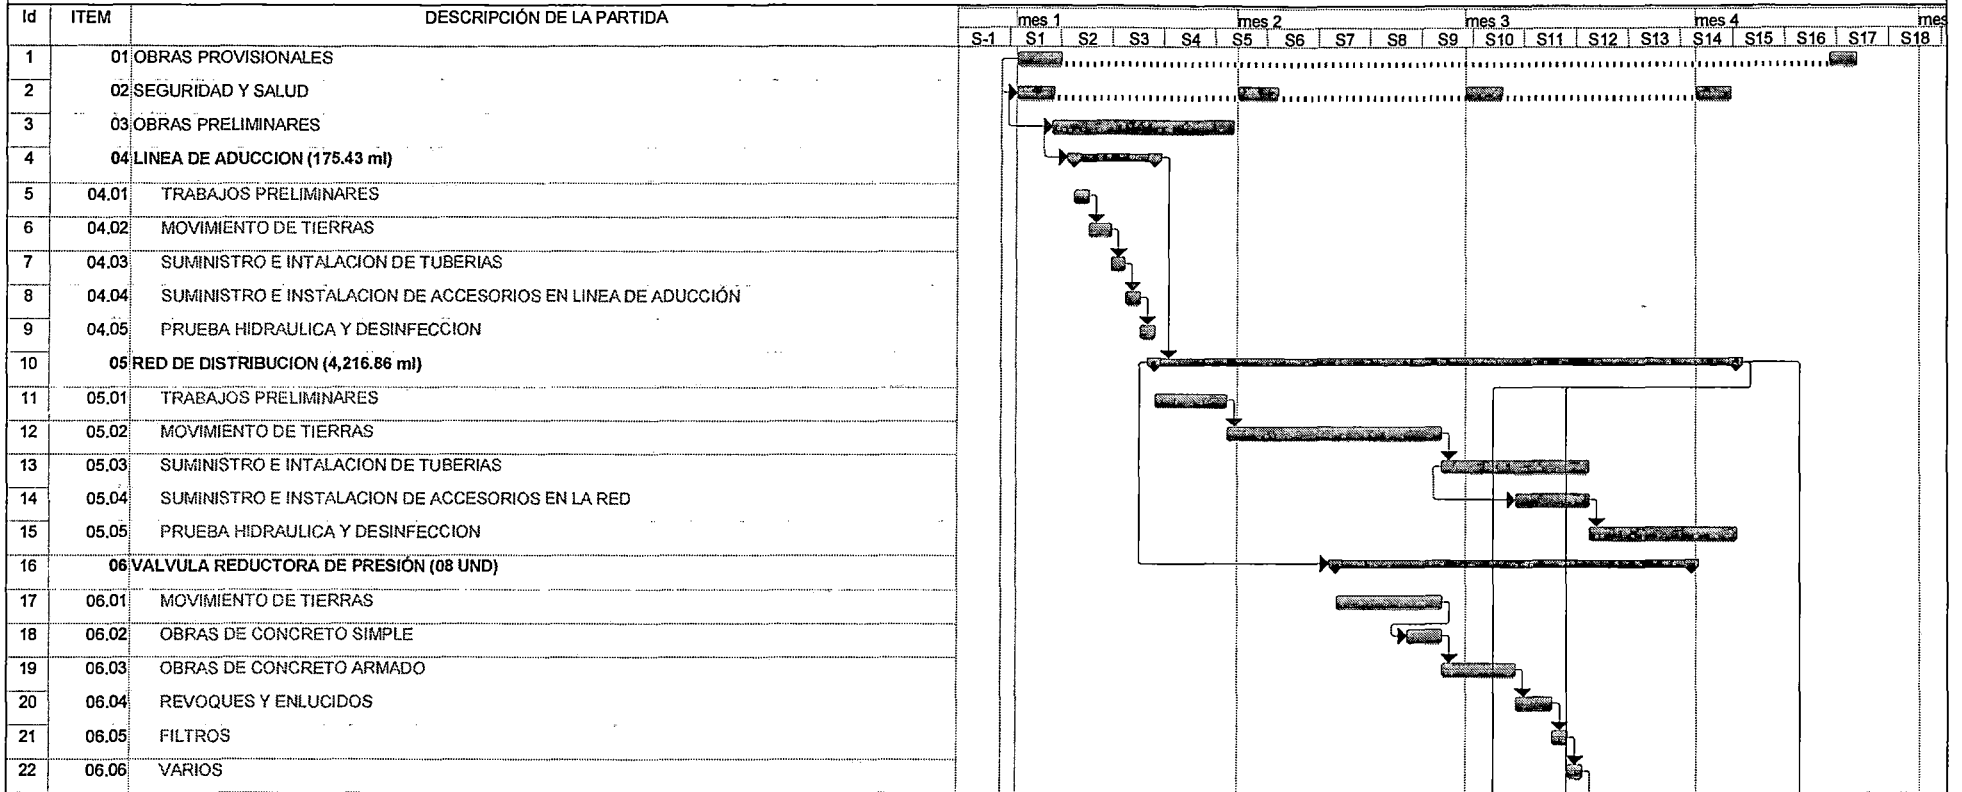 Id ITEM DESCRIPCIÓN DE LA PARTIDA mes 1 mes 2 mes 3 mes 4 mes
S-1 S1 S2 S3 S4 S5 S6 S7 S8 S9 S10 S11 S12 S13 S14 S15 S16 S17 S18
1 01 OBRAS PROVISIONALES
2 02 SEGURIDAD Y SALUD
3 03 OBRAS PRELIMINARES
4 04 LINEA DE ADUCCION (175.43 ml)
5 04.01 TRABAJOS PRELIMINARES
6 04.02 MOVIMIENTO DE TIERRAS
7 04.03 SUMINISTRO E INTALACION DE TUBERIAS
8 04.04 SUMINISTRO E INSTALACION DE ACCESORIOS EN LINEA DE ADUCCIÓN
9 04.05 PRUEBA HIDRAULICA Y DESINFECCION
10 05 RED DE DISTRIBUCION (4,216.86 ml)
11 05.01 TRABAJOS PRELIMINARES
12 05.02 MOVIMIENTO DE TIERRAS
13 05.03 SUMINISTRO E INTALACION DE TUBERIAS
14 05.04 SUMINISTRO E INSTALACION DE ACCESORIOS EN LA RED
15 05.05 PRUEBA HIDRAULICA Y DESINFECCION
16 06 VALVULA REDUCTORA DE PRESIÓN (08 UND)
17 06.01 MOVIMIENTO DE TIERRAS
18 06.02 OBRAS DE CONCRETO SIMPLE
19 06.03 OBRAS DE CONCRETO ARMADO
20 06.04 REVOQUES Y ENLUCIDOS
21 06.05 FILTROS
22 06.06 VARIOS